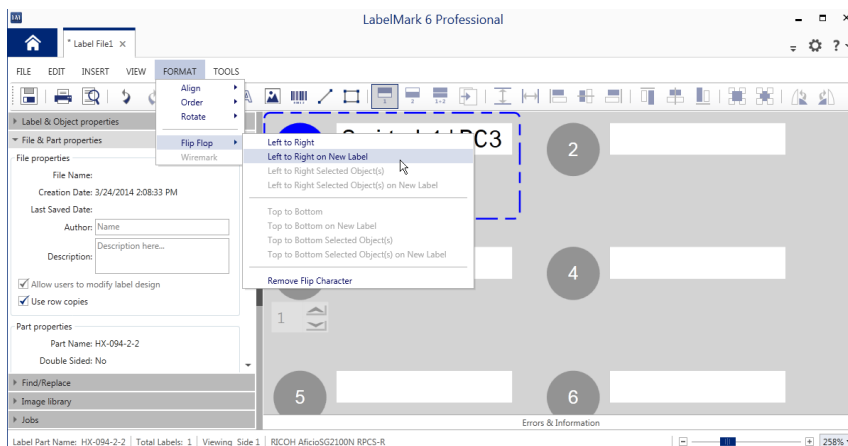 LabelMark 6 Professional
* Label File1
FILE EDIT INSERT VIEW FORMAT TOOLS
Align
Order
Rotate
Flip Flop
Wiremark
Left to Right
Left to Right on New Label
Left to Right Selected Object(s)
Left to Right Selected Object(s) on New Label
Top to Bottom
Top to Bottom on New Label
Top to Bottom Selected Object(s)
Top to Bottom Selected Object(s) on New Label
Remove Flip Character
Label & Object properties
File & Part properties
File properties
File Name:
Creation Date: 3/24/2014 2:08:33 PM
Last Saved Date:
Author: Name
Description: Description here...
Allow users to modify label design
Use row copies
Part properties
Part Name: HX-094-2-2
Double Sided: No
Find/Replace
Image library
Jobs
PC3
2
4
1
5
6
Errors & Information
Label Part Name: HX-094-2-2 Total Labels: 1 Viewing Side 1 RICOH AficioSG2100N RPCS-R
258%